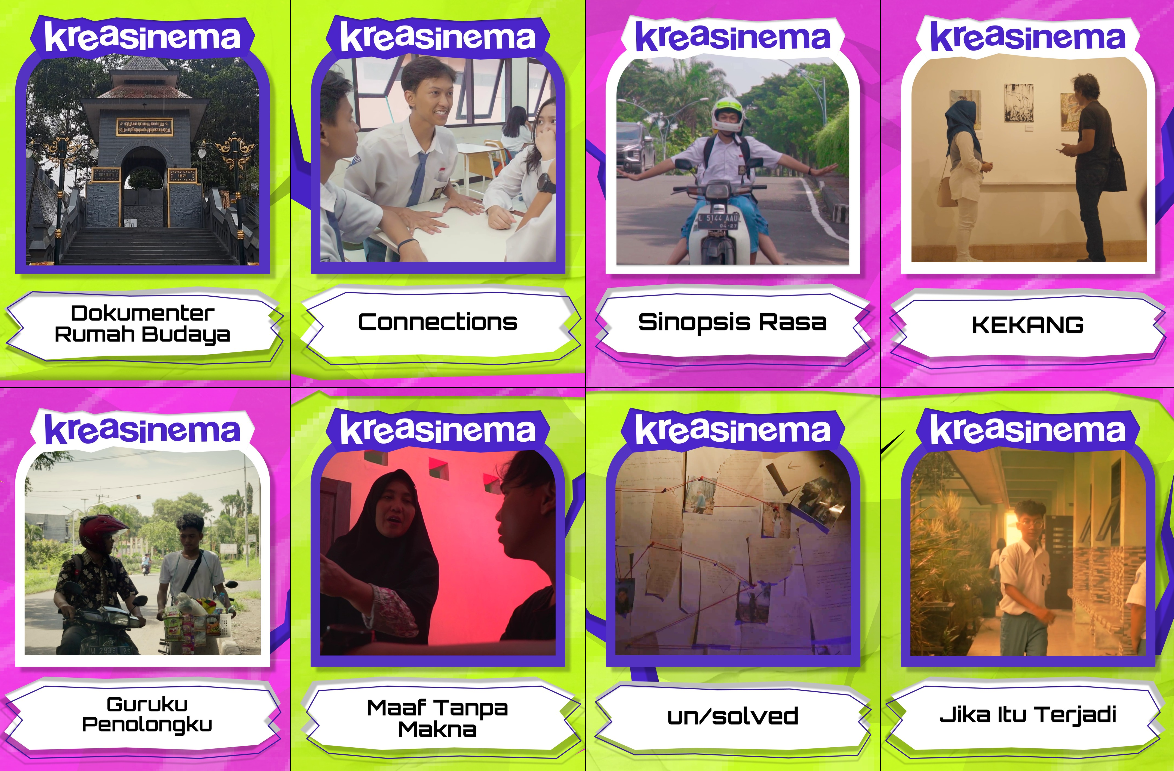 kreasinema
Dokumenter
Rumah Budaya
kreasinema
Connections
kreasinema
Sinopsis Rasa
kreasinema
KEKANG
kreasinema
Guruku
Penolongku
kreasinema
Maaf Tanpa
Makna
kreasinema
un/solved
kreasinema
Jika Itu Terjadi